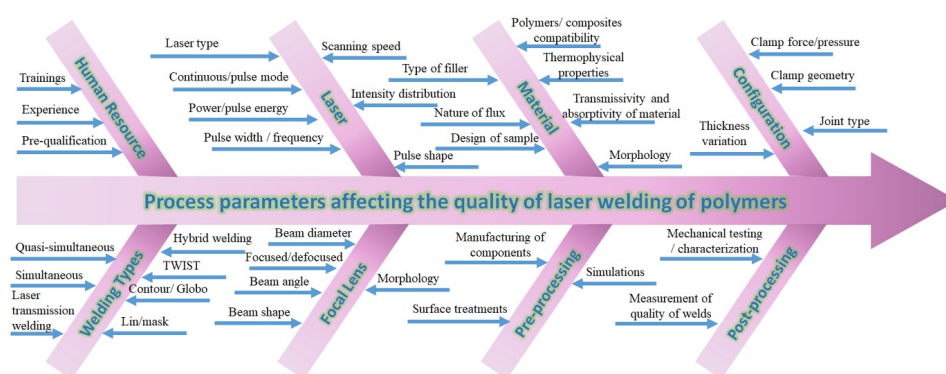 Human Resource
Trainings
Experience
Pre-qualification
Laser
Laser type
Continuous/pulse mode
Power/pulse energy
Pulse width / frequency
Scanning speed
Intensity distribution
Pulse shape
Material
Type of filler
Nature of flux
Design of sample
Polymers/ composites
compatibility
Thermophysical
properties
Transmissivity and
absorptivity of material
Morphology
Configuration
Thickness
variation
Clamp force/pressure
Clamp geometry
Joint type
Process parameters affecting the quality of laser welding of polymers
Welding Types
Quasi-simultaneous
Simultaneous
Laser
transmission
welding
Hybrid welding
TWIST
Contour/ Globo
Lin/mask
Focal Lens
Beam diameter
Focused/defocused
Beam angle
Beam shape
Morphology
Pre-processing
Manufacturing of
components
Surface treatments
Simulations
Post-processing
Mechanical testing
/ characterization
Measurement of
quality of welds